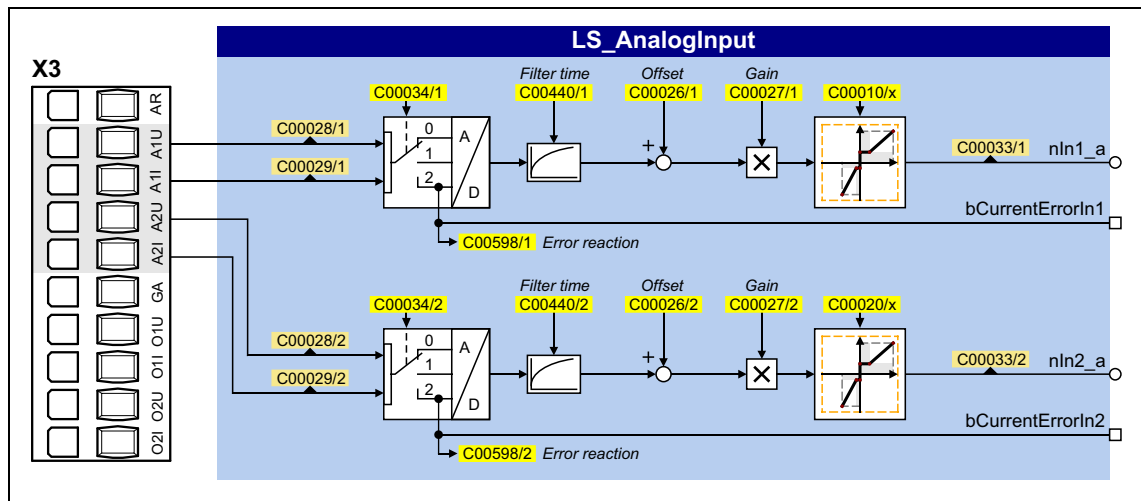 LS_AnalogInput
X3
AR
A1U
A1I
A2U
A2I
GA
O1U
O1I
O2U
O2I
Filter time
Offset
Gain
C00034/1
C00440/1
C00026/1
C00027/1
C00010/x
C00028/1
C00029/1
0
1
2
A
D
+
C00033/1
nIn1_a
bCurrentErrorIn1
C00598/1 Error reaction
Filter time
Offset
Gain
C00034/2
C00440/2
C00026/2
C00027/2
C00020/x
C00028/2
C00029/2
0
1
2
A
D
+
C00033/2
nIn2_a
bCurrentErrorIn2
C00598/2 Error reaction